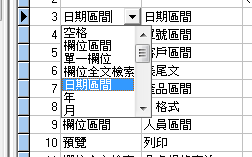 3 日期區間 日期區間
空格 號區間
欄位區間 戶區間
單一欄位 尾文
欄位全文檢索 品區間
日期區間 格式
年
月
9 欄位區間 人員區間
10 預覽 列印